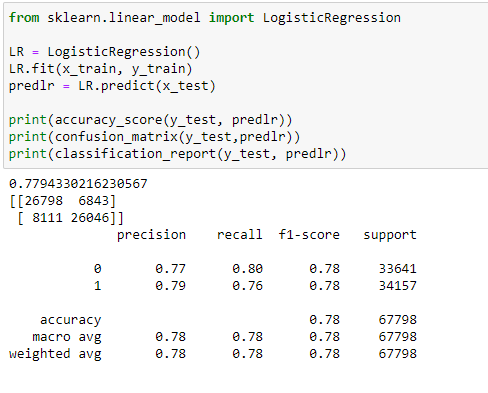 from sklearn.linear_model import LogisticRegression
LR = LogisticRegression()
LR.fit(x_train, y_train)
predlr = LR.predict(x_test)
print(accuracy_score(y_test, predlr))
print(confusion_matrix(y_test,predlr))
print(classification_report(y_test, predlr))
0.7794330216230567
[[26798  6843]
 [ 8111 26046]]
              precision    recall  f1-score   support
           0       0.77      0.80      0.78     33641
           1       0.79      0.76      0.78     34157
    accuracy                           0.78     67798
   macro avg       0.78      0.78      0.78     67798
weighted avg       0.78      0.78      0.78     67798